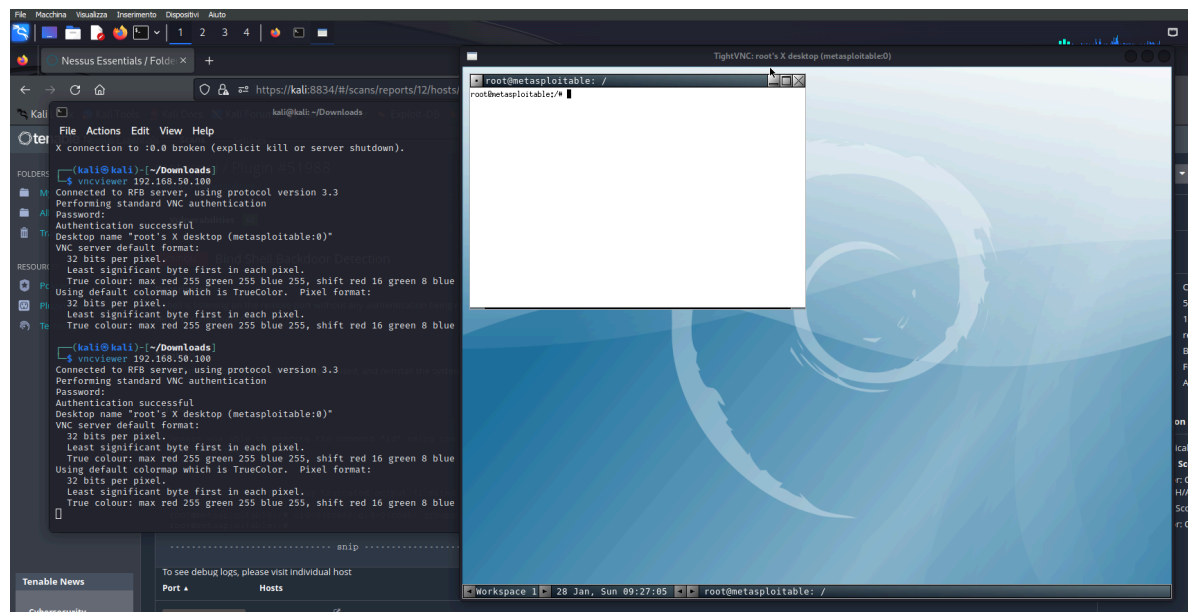 File Macchina Visualizza Inserimento Dispositivi Aiuto
1 2 3 4
Nessus Essentials / Folde × +
https://kali:8834/#/scans/reports/12/hosts/
Kali
kali@kali: ~/Downloads
File Actions Edit View Help
X connection to :0.0 broken (explicit kill or server shutdown).
┌──(kali㉿kali)-[~/Downloads]
└─$ vncviewer 192.168.50.100
Connected to RFB server, using protocol version 3.3
Performing standard VNC authentication
Password:
Authentication successful
Desktop name "root's X desktop (metasploitable:0)"
VNC server default format:
32 bits per pixel.
Least significant byte first in each pixel.
True colour: max red 255 green 255 blue 255, shift red 16 green 8 blue
Using default colormap which is TrueColor. Pixel format:
32 bits per pixel.
Least significant byte first in each pixel.
True colour: max red 255 green 255 blue 255, shift red 16 green 8 blue
┌──(kali㉿kali)-[~/Downloads]
└─$ vncviewer 192.168.50.100
Connected to RFB server, using protocol version 3.3
Performing standard VNC authentication
Password:
Authentication successful
Desktop name "root's X desktop (metasploitable:0)"
VNC server default format:
32 bits per pixel.
Least significant byte first in each pixel.
True colour: max red 255 green 255 blue 255, shift red 16 green 8 blue
Using default colormap which is TrueColor. Pixel format:
32 bits per pixel.
Least significant byte first in each pixel.
True colour: max red 255 green 255 blue 255, shift red 16 green 8 blue
FOLDERS
RESOUR
Bind Shell Backdoor Detection
snip
To see debug logs, please visit individual host
Port Hosts
Tenable News
Cybersecurity
TightVNC: root's X desktop (metasploitable:0)
root@metasploitable: /
root@metasploitable:/#
Workspace 1 28 Jan, Sun 09:27:05 root@metasploitable: /